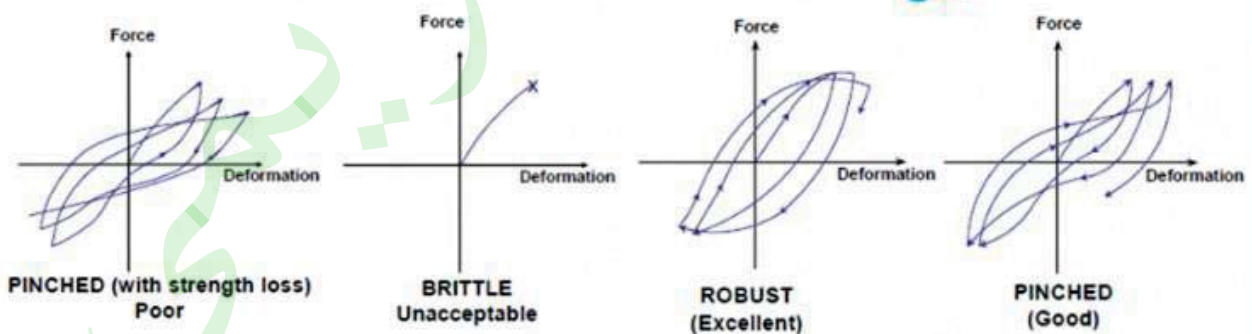 Force
Deformation
PINCHED (with strength loss)
Poor
Force
X
Deformation
BRITTLE
Unacceptable
Force
Deformation
ROBUST
(Excellent)
Force
Deformation
PINCHED
(Good)